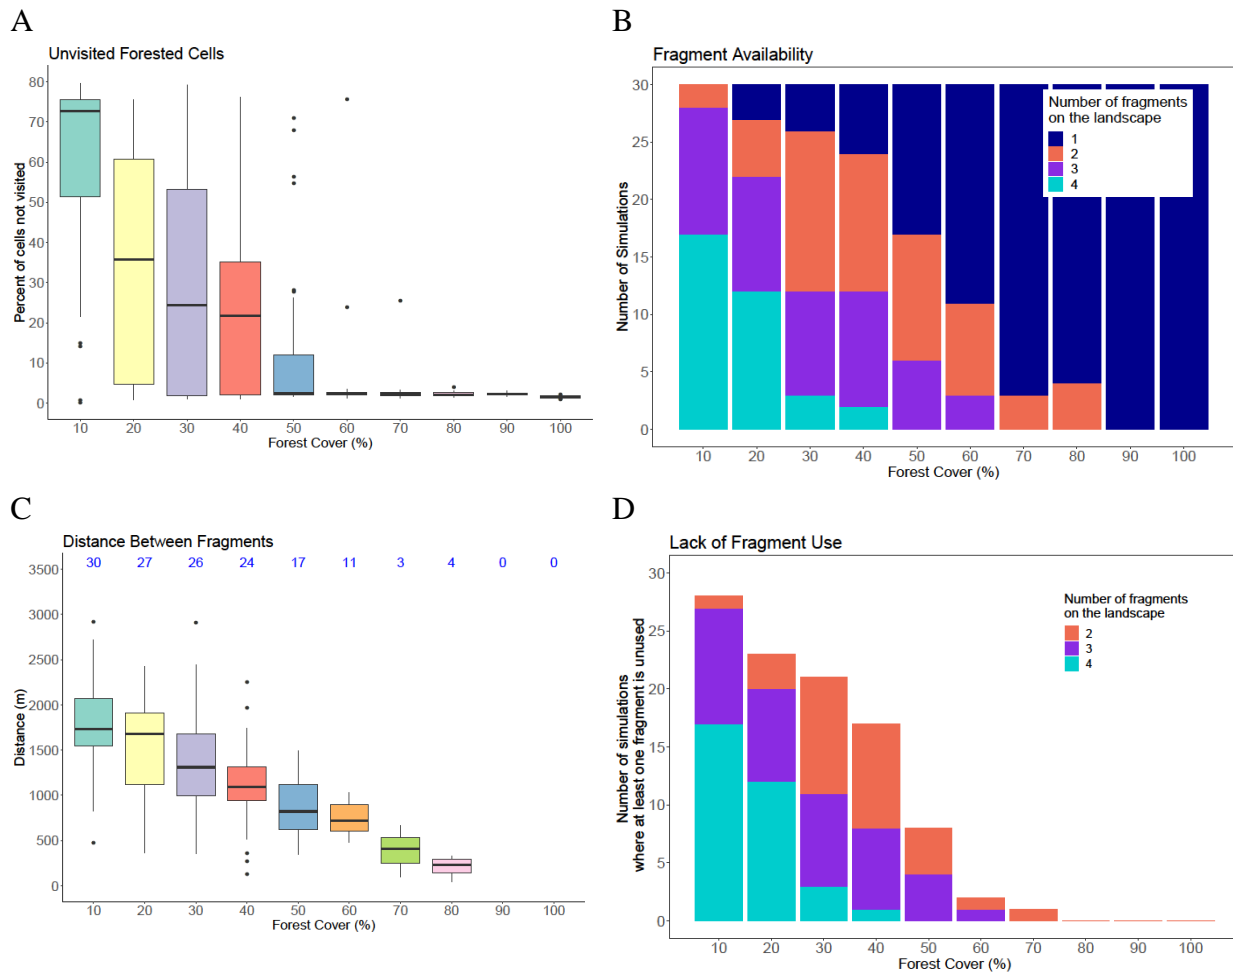 A
Unvisited Forested Cells
Percent of cells not visited
80
70
60
50
40
30
20
10
0
10 20 30 40 50 60 70 80 90 100
Forest Cover (%)
B
Fragment Availability
Number of Simulations
30
25
20
15
10
5
0
Number of fragments
on the landscape
1
2
3
4
10 20 30 40 50 60 70 80 90 100
Forest Cover (%)
C
Distance Between Fragments
30 27 26 24 17 11 3 4 0 0
Distance (m)
3500
3000
2500
2000
1500
1000
500
0
10 20 30 40 50 60 70 80 90 100
Forest Cover (%)
D
Lack of Fragment Use
Number of simulations
where at least one fragment is unused
30
25
20
15
10
5
0
Number of fragments
on the landscape
2
3
4
10 20 30 40 50 60 70 80 90 100
Forest Cover (%)